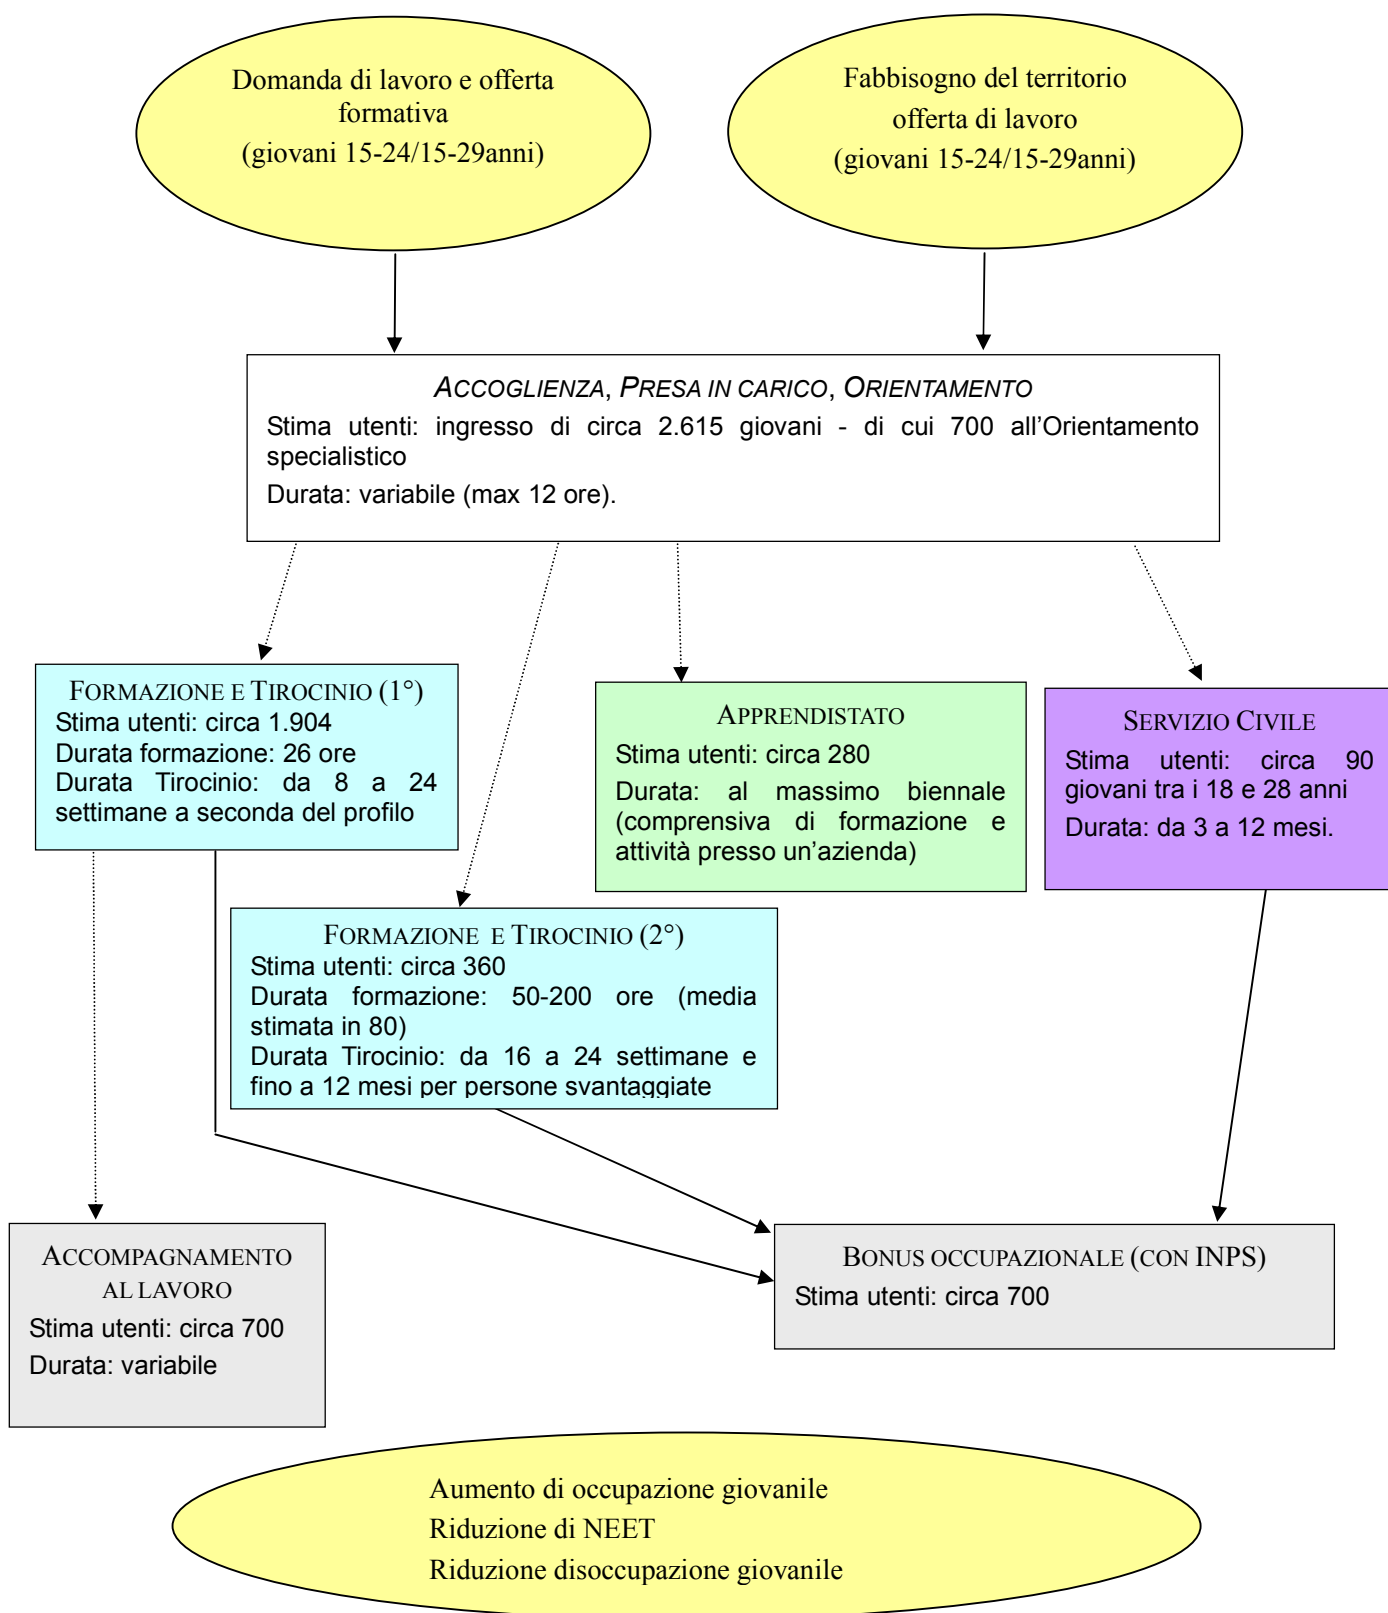 Domanda di lavoro e offerta
formativa
(giovani 15-24/15-29anni)
Fabbisogno del territorio
offerta di lavoro
(giovani 15-24/15-29anni)
ACCOGLIENZA, PRESA IN CARICO, ORIENTAMENTO
Stima utenti: ingresso di circa 2.615 giovani - di cui 700 all’Orientamento
specialistico
Durata: variabile (max 12 ore).
FORMAZIONE E TIROCINIO (1°)
Stima utenti: circa 1.904
Durata formazione: 26 ore
Durata Tirocinio: da 8 a 24
settimane a seconda del profilo
APPRENDISTATO
Stima utenti: circa 280
Durata: al massimo biennale
(comprensiva di formazione e
attività presso un’azienda)
SERVIZIO CIVILE
Stima utenti: circa 90
giovani tra i 18 e 28 anni
Durata: da 3 a 12 mesi.
FORMAZIONE E TIROCINIO (2°)
Stima utenti: circa 360
Durata formazione: 50-200 ore (media
stimata in 80)
Durata Tirocinio: da 16 a 24 settimane e
fino a 12 mesi per persone svantaggiate
ACCOMPAGNAMENTO
AL LAVORO
Stima utenti: circa 700
Durata: variabile
BONUS OCCUPAZIONALE (CON INPS)
Stima utenti: circa 700
Aumento di occupazione giovanile
Riduzione di NEET
Riduzione disoccupazione giovanile